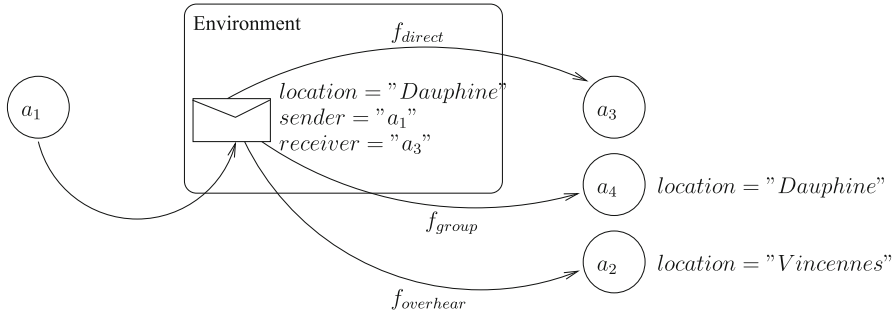 Environment
f_direct
a_1
location = "Dauphine"
sender = "a_1"
receiver = "a_3"
a_3
a_4
location = "Dauphine"
f_group
a_2
location = "Vincennes"
f_overhear